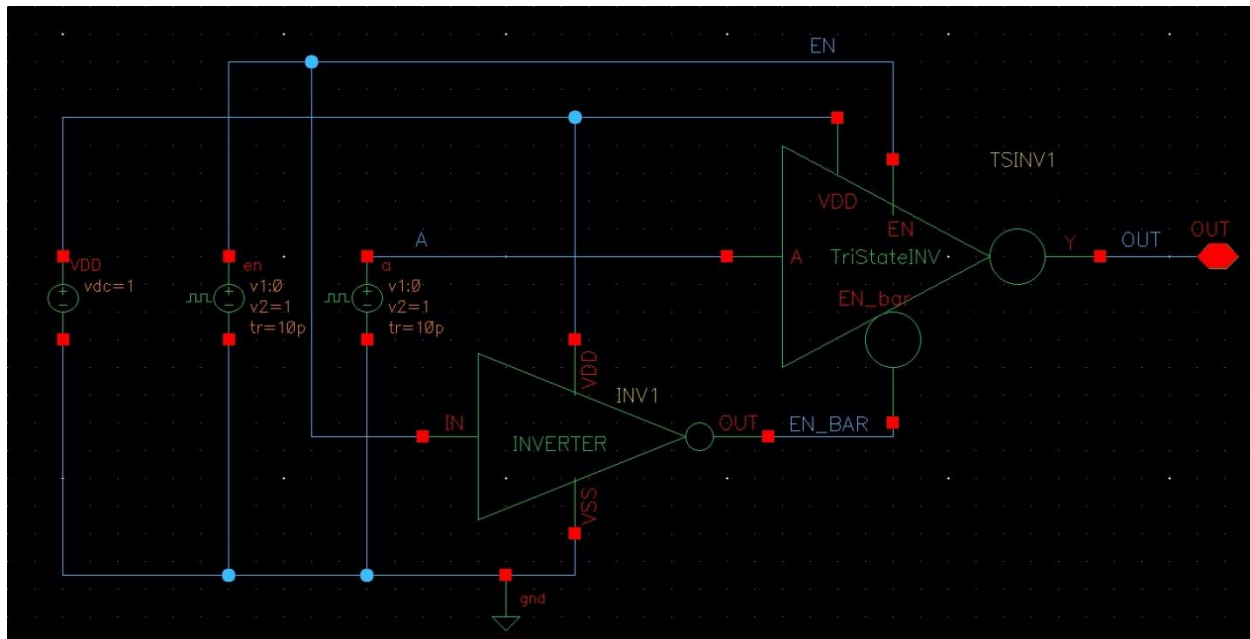 EN
TSINV1
VDD
EN
A
A
TriStateINV
Y
OUT
OUT
EN_bar
VDD
vdc=1
en
v1:0
v2=1
tr=10p
a
v1:0
v2=1
tr=10p
VDD
INV1
IN
INVERTER
OUT
EN_BAR
VSS
gnd